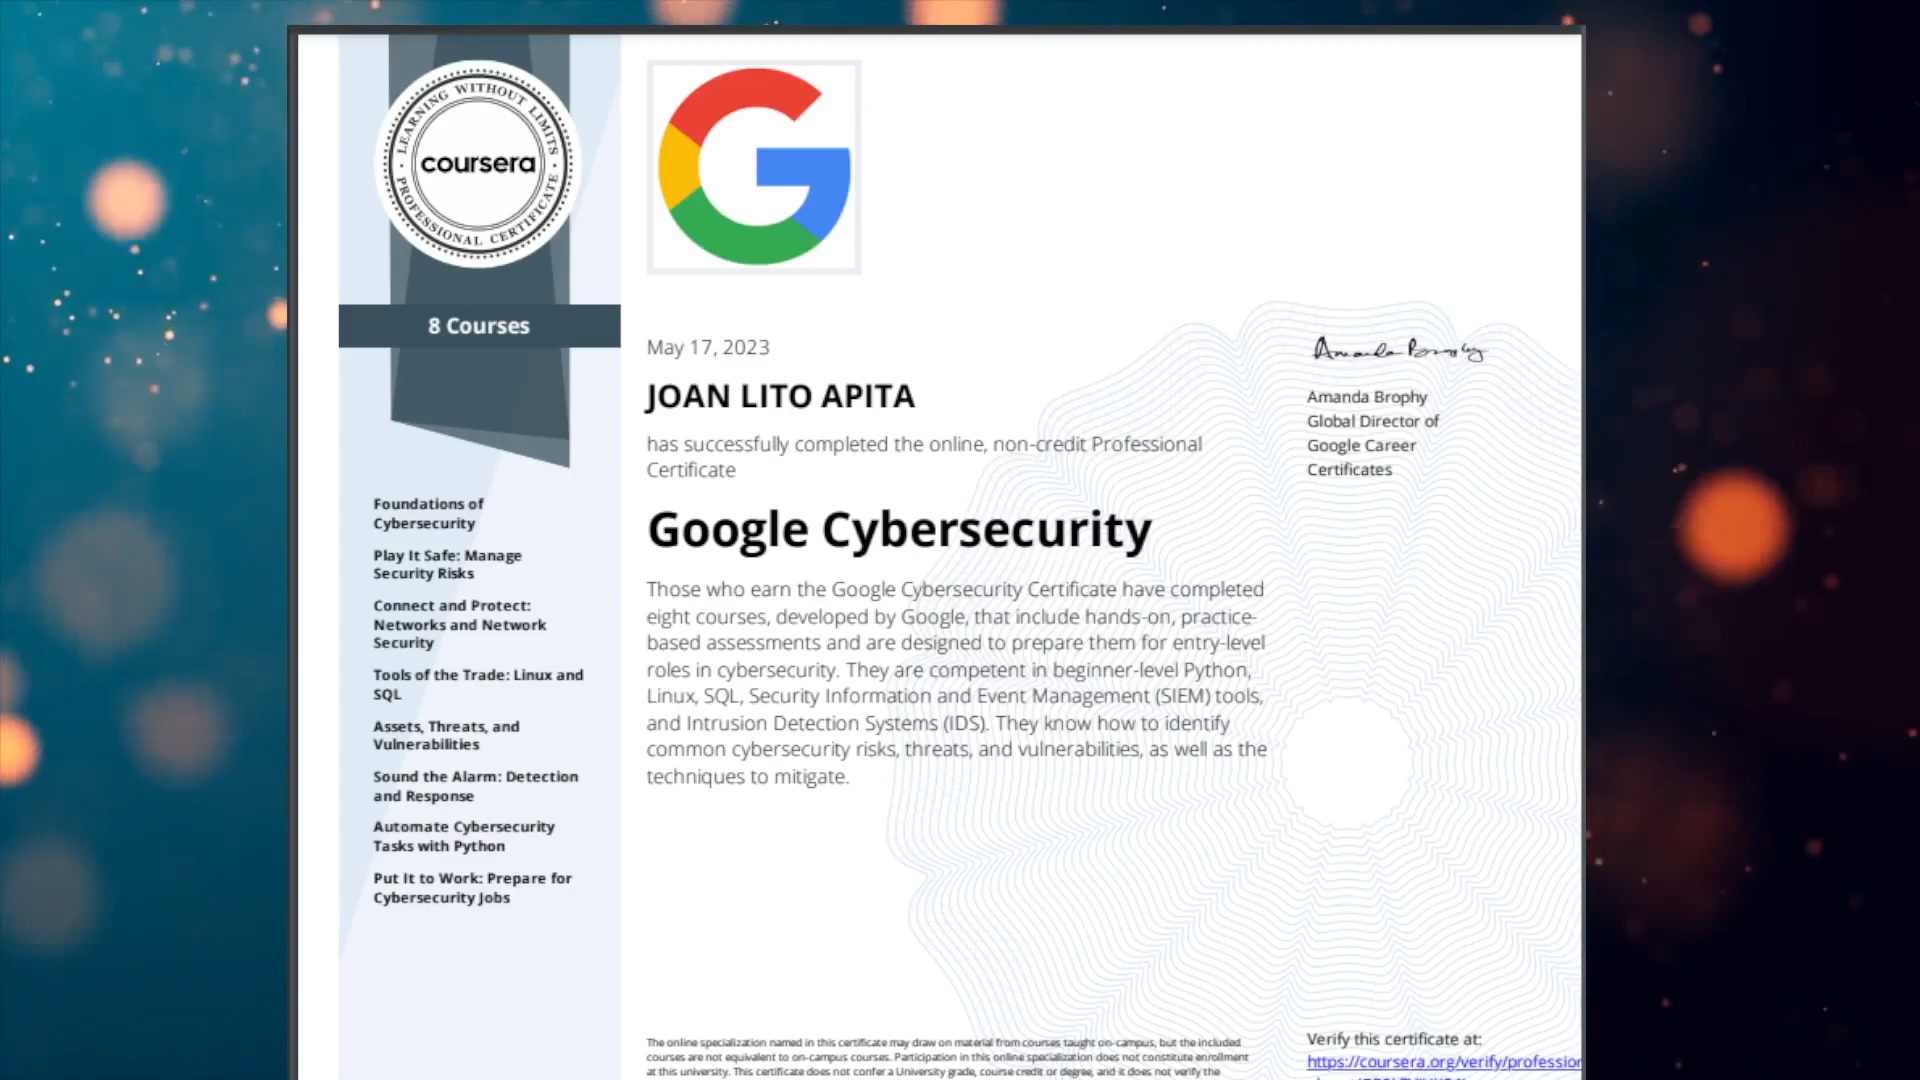 LEARNING WITHOUT LIMITS
coursera
PROFESSIONAL CERTIFICATE
8 Courses
Foundations of
Cybersecurity
Play It Safe: Manage
Security Risks
Connect and Protect:
Networks and Network
Security
Tools of the Trade: Linux and
SQL
Assets, Threats, and
Vulnerabilities
Sound the Alarm: Detection
and Response
Automate Cybersecurity
Tasks with Python
Put It to Work: Prepare for
Cybersecurity Jobs
May 17, 2023
JOAN LITO APITA
has successfully completed the online, non-credit Professional
Certificate
Google Cybersecurity
Those who earn the Google Cybersecurity Certificate have completed
eight courses, developed by Google, that include hands-on, practice-
based assessments and are designed to prepare them for entry-level
roles in cybersecurity. They are competent in beginner-level Python,
Linux, SQL, Security Information and Event Management (SIEM) tools,
and Intrusion Detection Systems (IDS). They know how to identify
common cybersecurity risks, threats, and vulnerabilities, as well as the
techniques to mitigate.
Amanda Brophy
Amanda Brophy
Global Director of
Google Career
Certificates
The online specialization named in this certificate may draw on material from courses taught on-campus, but the included
courses are not equivalent to on-campus courses. Participation in this online specialization does not constitute enrollment
at this university. This certificate does not confer a University grade, course credit or degree, and it does not verify the
Verify this certificate at:
https://coursera.org/verify/profession